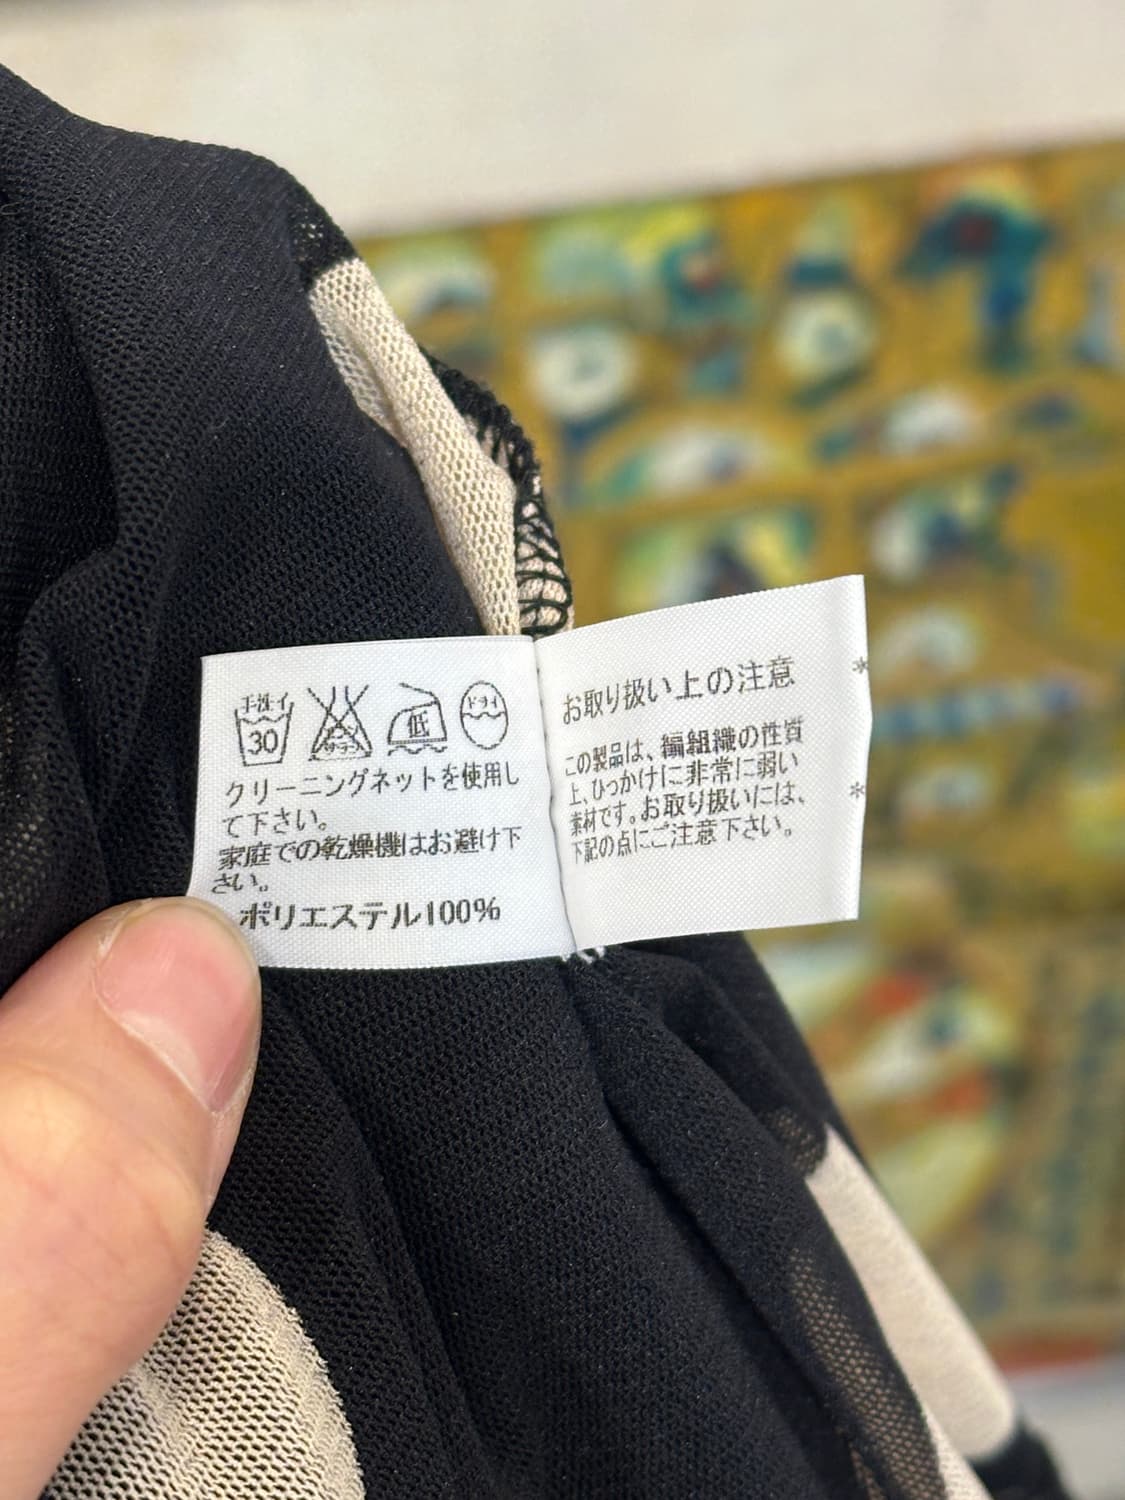 手洗イ
30
サラシ
低
ドライ
クリーニングネットを使用し
て下さい。
家庭での乾燥機はお避け下
さい。
ポリエステル100%
お取り扱い上の注意
この製品は、編組織の性質
上、ひっかけに非常に弱い
素材です。お取り扱いには、
下記の点にご注意下さい。
*
*